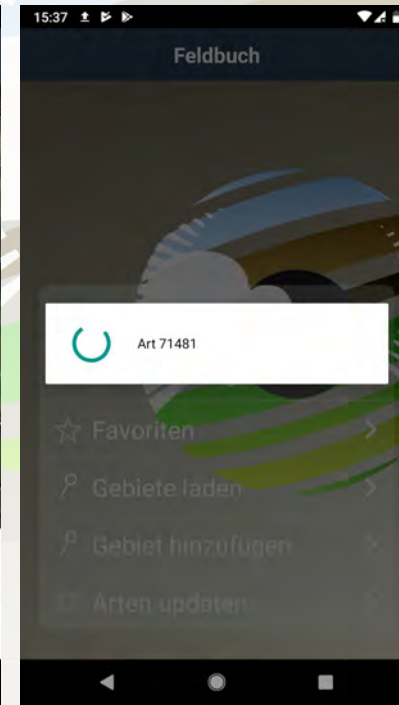 15:37
Feldbuch
Art 71481
Favoriten
Gebiete laden
Gebiet hinzufügen
Arten updaten